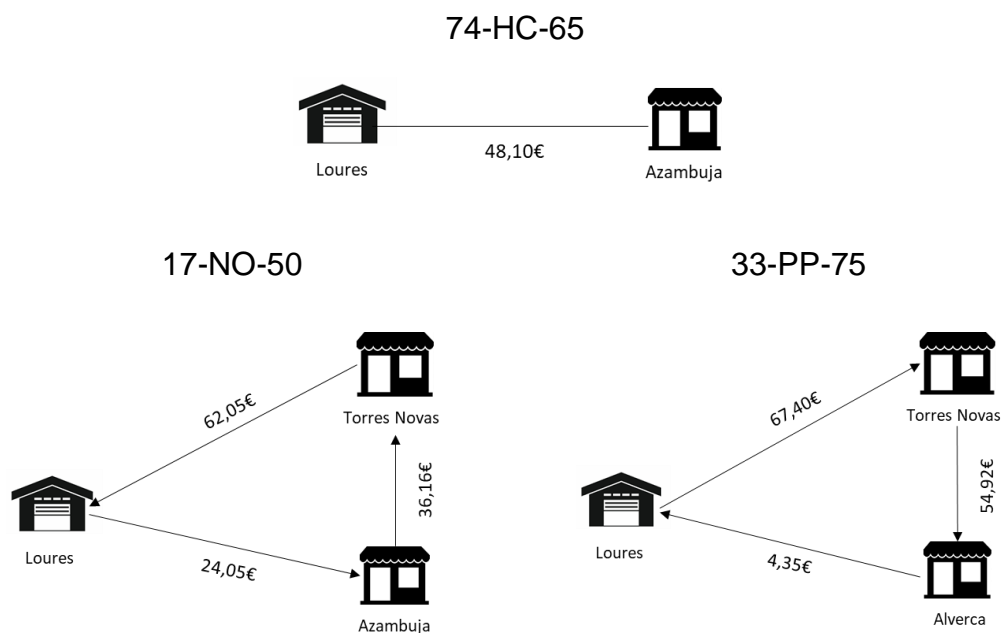 74-HC-65
48,10€
Loures
Azambuja
17-NO-50
62,05€
Torres Novas
36,16€
Loures
24,05€
Azambuja
33-PP-75
67,40€
Torres Novas
54,92€
Loures
4,35€
Alverca